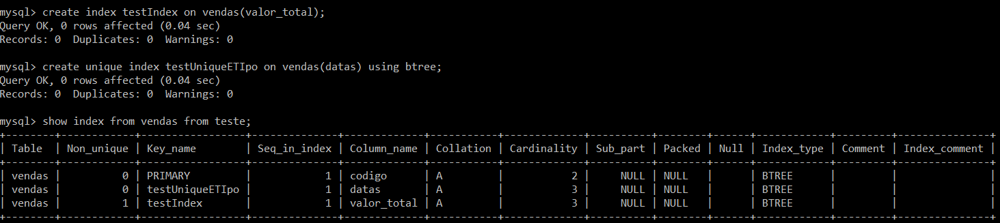 mysql> create index testIndex on vendas(valor_total);
Query OK, 0 rows affected (0.04 sec)
Records: 0  Duplicates: 0  Warnings: 0

mysql> create unique index testUniqueETIpo on vendas(datas) using btree;
Query OK, 0 rows affected (0.04 sec)
Records: 0  Duplicates: 0  Warnings: 0

mysql> show index from vendas from teste;
+--------+------------+-----------------+--------------+-------------+-----------+-------------+----------+--------+------+------------+---------+---------------+
| Table  | Non_unique | Key_name        | Seq_in_index | Column_name | Collation | Cardinality | Sub_part | Packed | Null | Index_type | Comment | Index_comment |
+--------+------------+-----------------+--------------+-------------+-----------+-------------+----------+--------+------+------------+---------+---------------+
| vendas |          0 | PRIMARY         |            1 | codigo      | A         |           2 |     NULL | NULL   |      | BTREE      |         |               |
| vendas |          0 | testUniqueETIpo |            1 | datas       | A         |           3 |     NULL | NULL   |      | BTREE      |         |               |
| vendas |          1 | testIndex       |            1 | valor_total | A         |           3 |     NULL | NULL   |      | BTREE      |         |               |
+--------+------------+-----------------+--------------+-------------+-----------+-------------+----------+--------+------+------------+---------+---------------+